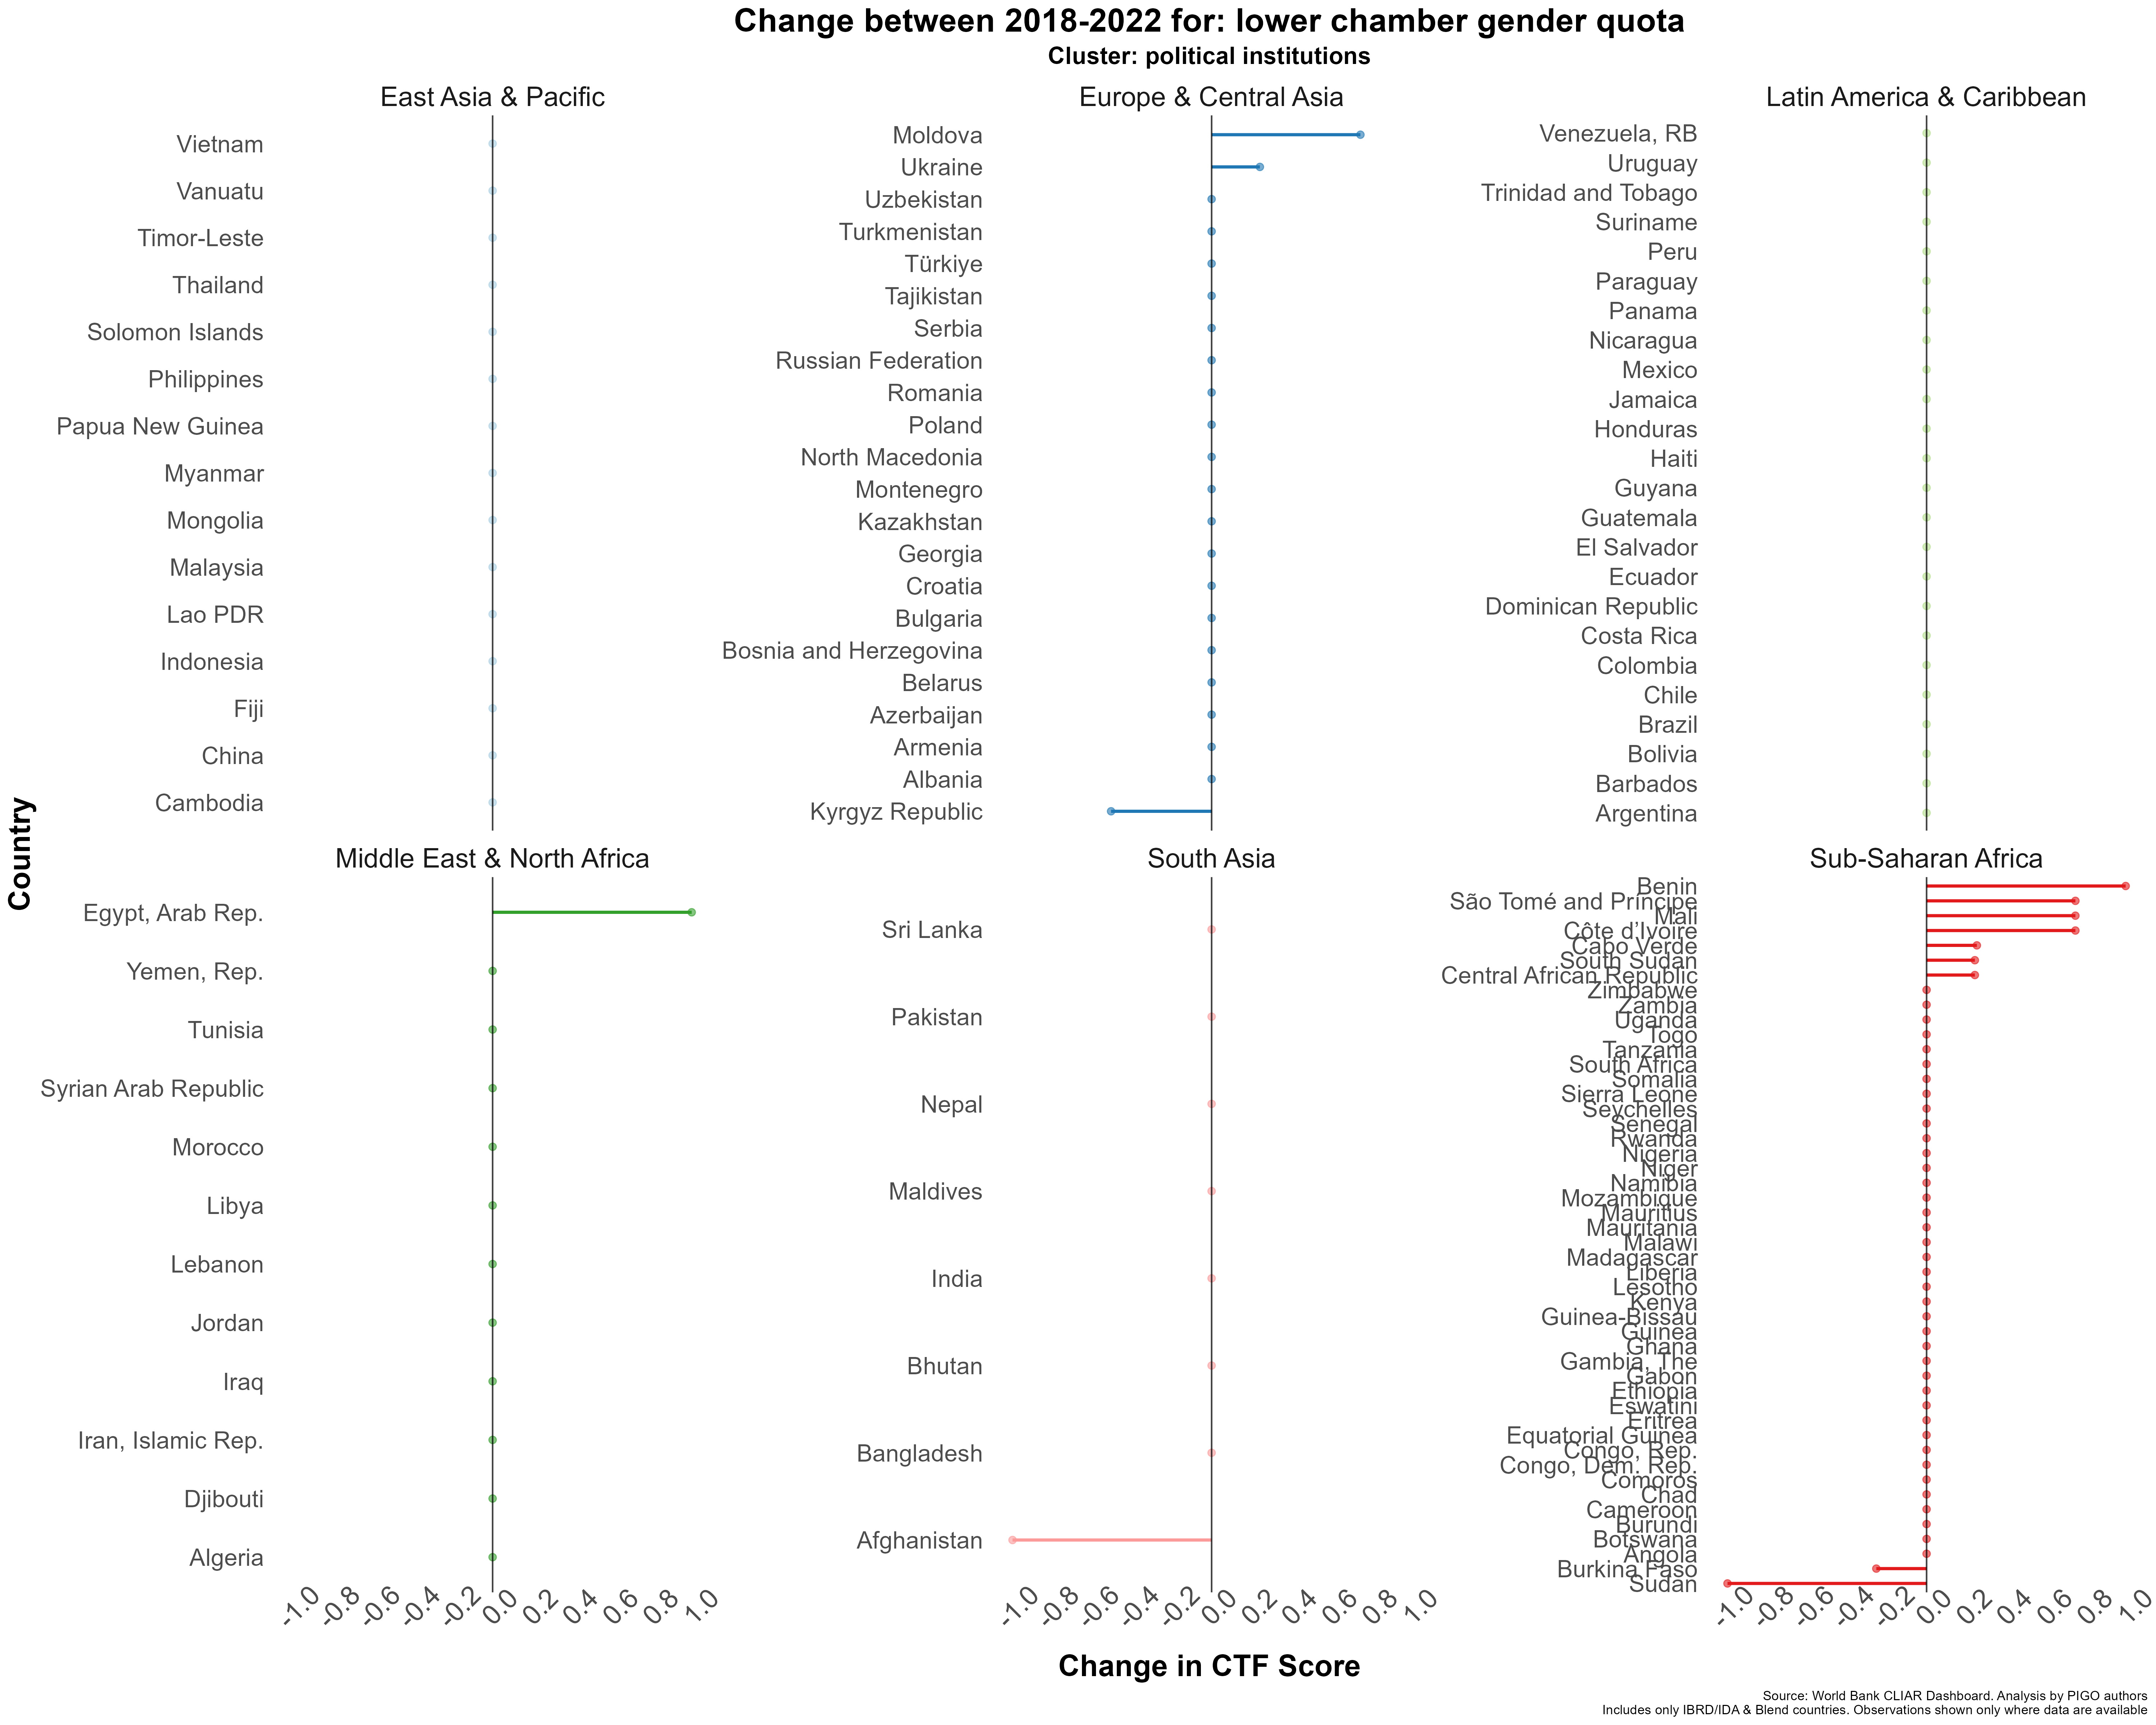 Change between 2018-2022 for: lower chamber gender quota
Cluster: political institutions
East Asia & Pacific
Vietnam
Vanuatu
Timor-Leste
Thailand
Solomon Islands
Philippines
Papua New Guinea
Myanmar
Mongolia
Malaysia
Lao PDR
Indonesia
Fiji
China
Cambodia
Europe & Central Asia
Moldova
Ukraine
Uzbekistan
Turkmenistan
Türkiye
Tajikistan
Serbia
Russian Federation
Romania
Poland
North Macedonia
Montenegro
Kazakhstan
Georgia
Croatia
Bulgaria
Bosnia and Herzegovina
Belarus
Azerbaijan
Armenia
Albania
Kyrgyz Republic
Latin America & Caribbean
Venezuela, RB
Uruguay
Trinidad and Tobago
Suriname
Peru
Paraguay
Panama
Nicaragua
Mexico
Jamaica
Honduras
Haiti
Guyana
Guatemala
El Salvador
Ecuador
Dominican Republic
Costa Rica
Colombia
Chile
Brazil
Bolivia
Barbados
Argentina
Country
Middle East & North Africa
Egypt, Arab Rep.
Yemen, Rep.
Tunisia
Syrian Arab Republic
Morocco
Libya
Lebanon
Jordan
Iraq
Iran, Islamic Rep.
Djibouti
Algeria
-1.0 -0.8 -0.6 -0.4 -0.2 0.0 0.2 0.4 0.6 0.8 1.0
South Asia
Sri Lanka
Pakistan
Nepal
Maldives
India
Bhutan
Bangladesh
Afghanistan
-1.0 -0.8 -0.6 -0.4 -0.2 0.0 0.2 0.4 0.6 0.8 1.0
Sub-Saharan Africa
Benin
São Tomé and Príncipe
Mali
Côte d’Ivoire
Cabo Verde
South Sudan
Central African Republic
Zimbabwe
Zambia
Uganda
Togo
Tanzania
South Africa
Somalia
Sierra Leone
Seychelles
Senegal
Rwanda
Nigeria
Niger
Namibia
Mozambique
Mauritius
Mauritania
Malawi
Madagascar
Liberia
Lesotho
Kenya
Guinea-Bissau
Guinea
Ghana
Gambia, The
Gabon
Ethiopia
Eswatini
Eritrea
Equatorial Guinea
Congo, Rep.
Congo, Dem. Rep.
Comoros
Chad
Cameroon
Burundi
Botswana
Angola
Burkina Faso
Sudan
-1.0 -0.8 -0.6 -0.4 -0.2 0.0 0.2 0.4 0.6 0.8 1.0
Change in CTF Score
Source: World Bank CLIAR Dashboard. Analysis by PIGO authors
Includes only IBRD/IDA & Blend countries. Observations shown only where data are available